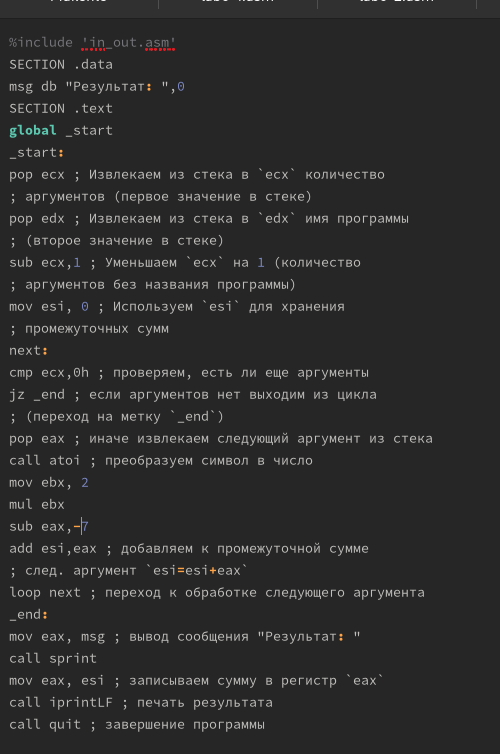 %include 'in_out.asm'
SECTION .data
msg db "Результат: ",0
SECTION .text
global _start
_start:
pop ecx ; Извлекаем из стека в `ecx` количество
; аргументов (первое значение в стеке)
pop edx ; Извлекаем из стека в `edx` имя программы
; (второе значение в стеке)
sub ecx,1 ; Уменьшаем `ecx` на 1 (количество
; аргументов без названия программы)
mov esi, 0 ; Используем `esi` для хранения
; промежуточных сумм
next:
cmp ecx,0h ; проверяем, есть ли еще аргументы
jz _end ; если аргументов нет выходим из цикла
; (переход на метку `_end`)
pop eax ; иначе извлекаем следующий аргумент из стека
call atoi ; преобразуем символ в число
mov ebx, 2
mul ebx
sub eax,-7
add esi,eax ; добавляем к промежуточной сумме
; след. аргумент `esi=esi+eax`
loop next ; переход к обработке следующего аргумента
_end:
mov eax, msg ; вывод сообщения "Результат: "
call sprint
mov eax, esi ; записываем сумму в регистр `eax`
call iprintLF ; печать результата
call quit ; завершение программы